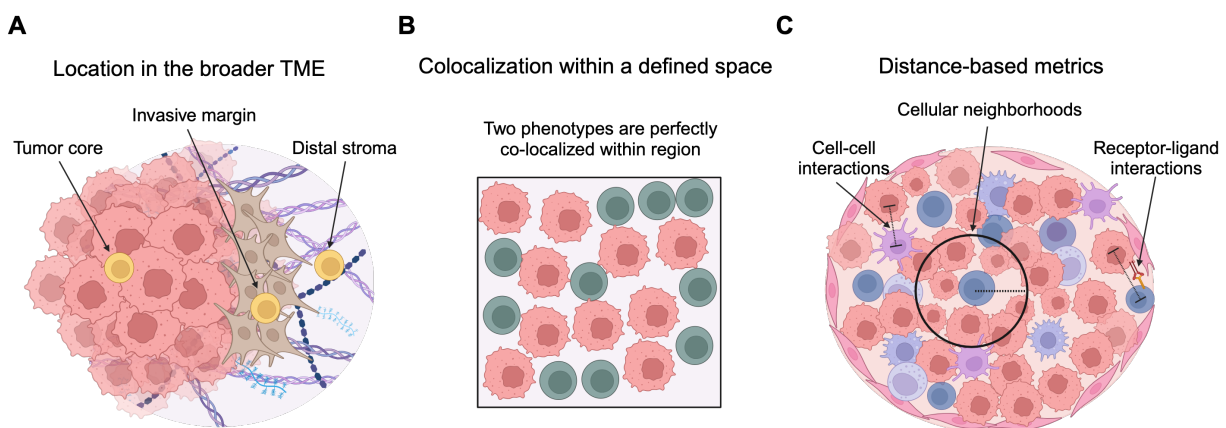 A
Location in the broader TME
Invasive margin
Tumor core
Distal stroma
B
Colocalization within a defined space
Two phenotypes are perfectly
co-localized within region
C
Distance-based metrics
Cellular neighborhoods
Cell-cell
interactions
Receptor-ligand
interactions